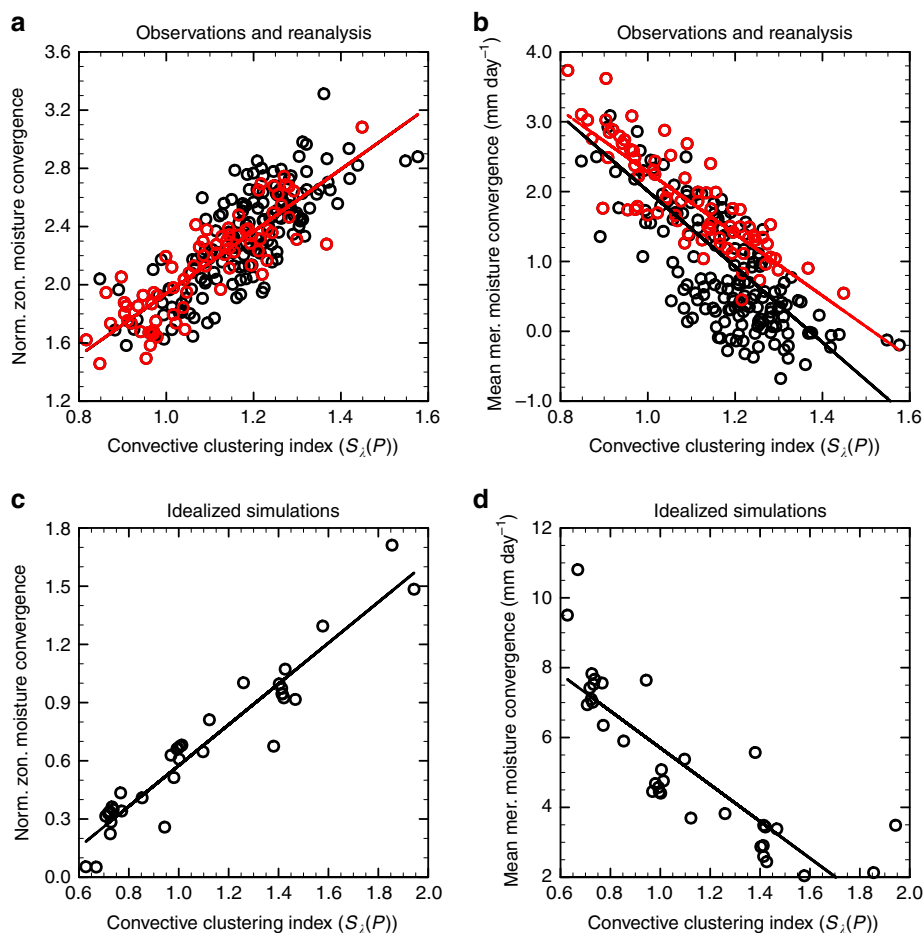 a
Observations and reanalysis
Norm. zon. moisture convergence
3.6
3.2
2.8
2.4
2.0
1.6
1.2
0.8 1.0 1.2 1.4 1.6
Convective clustering index (Sλ(P))
b
Observations and reanalysis
Mean mer. moisture convergence (mm day⁻¹)
4.0
3.0
2.0
1.0
0.0
−1.0
0.8 1.0 1.2 1.4 1.6
Convective clustering index (Sλ(P))
c
Idealized simulations
Norm. zon. moisture convergence
1.8
1.5
1.2
0.9
0.6
0.3
0.0
0.6 0.8 1.0 1.2 1.4 1.6 1.8 2.0
Convective clustering index (Sλ(P))
d
Idealized simulations
Mean mer. moisture convergence (mm day⁻¹)
12
10
8
6
4
2
0.6 0.8 1.0 1.2 1.4 1.6 1.8 2.0
Convective clustering index (Sλ(P))